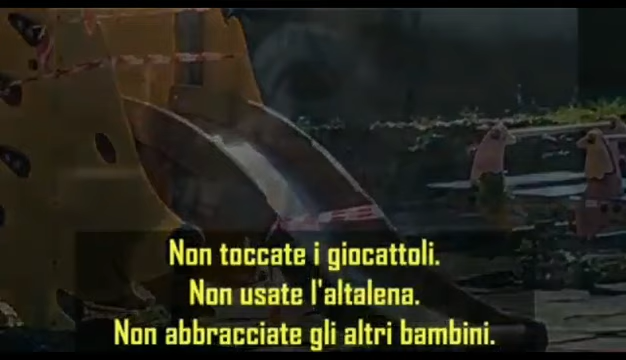 Non toccate i giocattoli.
Non usate l'altalena.
Non abbracciate gli altri bambini.